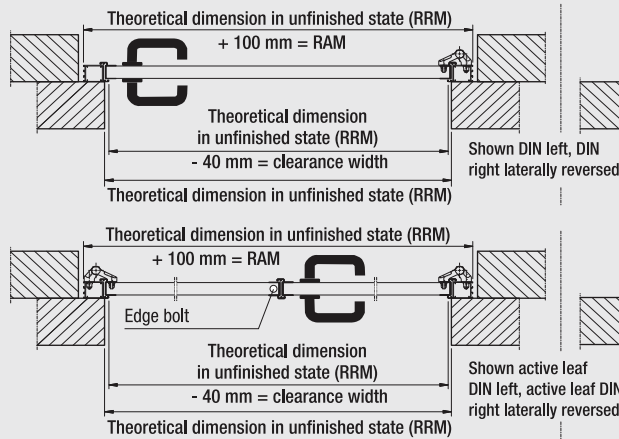 Theoretical dimension in unfinished state (RRM)
+ 100 mm = RAM
Theoretical dimension
in unfinished state (RRM)
- 40 mm = clearance width
Theoretical dimension in unfinished state (RRM)
Shown DIN left, DIN
right laterally reversed
Theoretical dimension in unfinished state (RRM)
+ 100 mm = RAM
Edge bolt
Theoretical dimension
in unfinished state (RRM)
- 40 mm = clearance width
Theoretical dimension in unfinished state (RRM)
Shown active leaf
DIN left, active leaf DIN
right laterally reversed